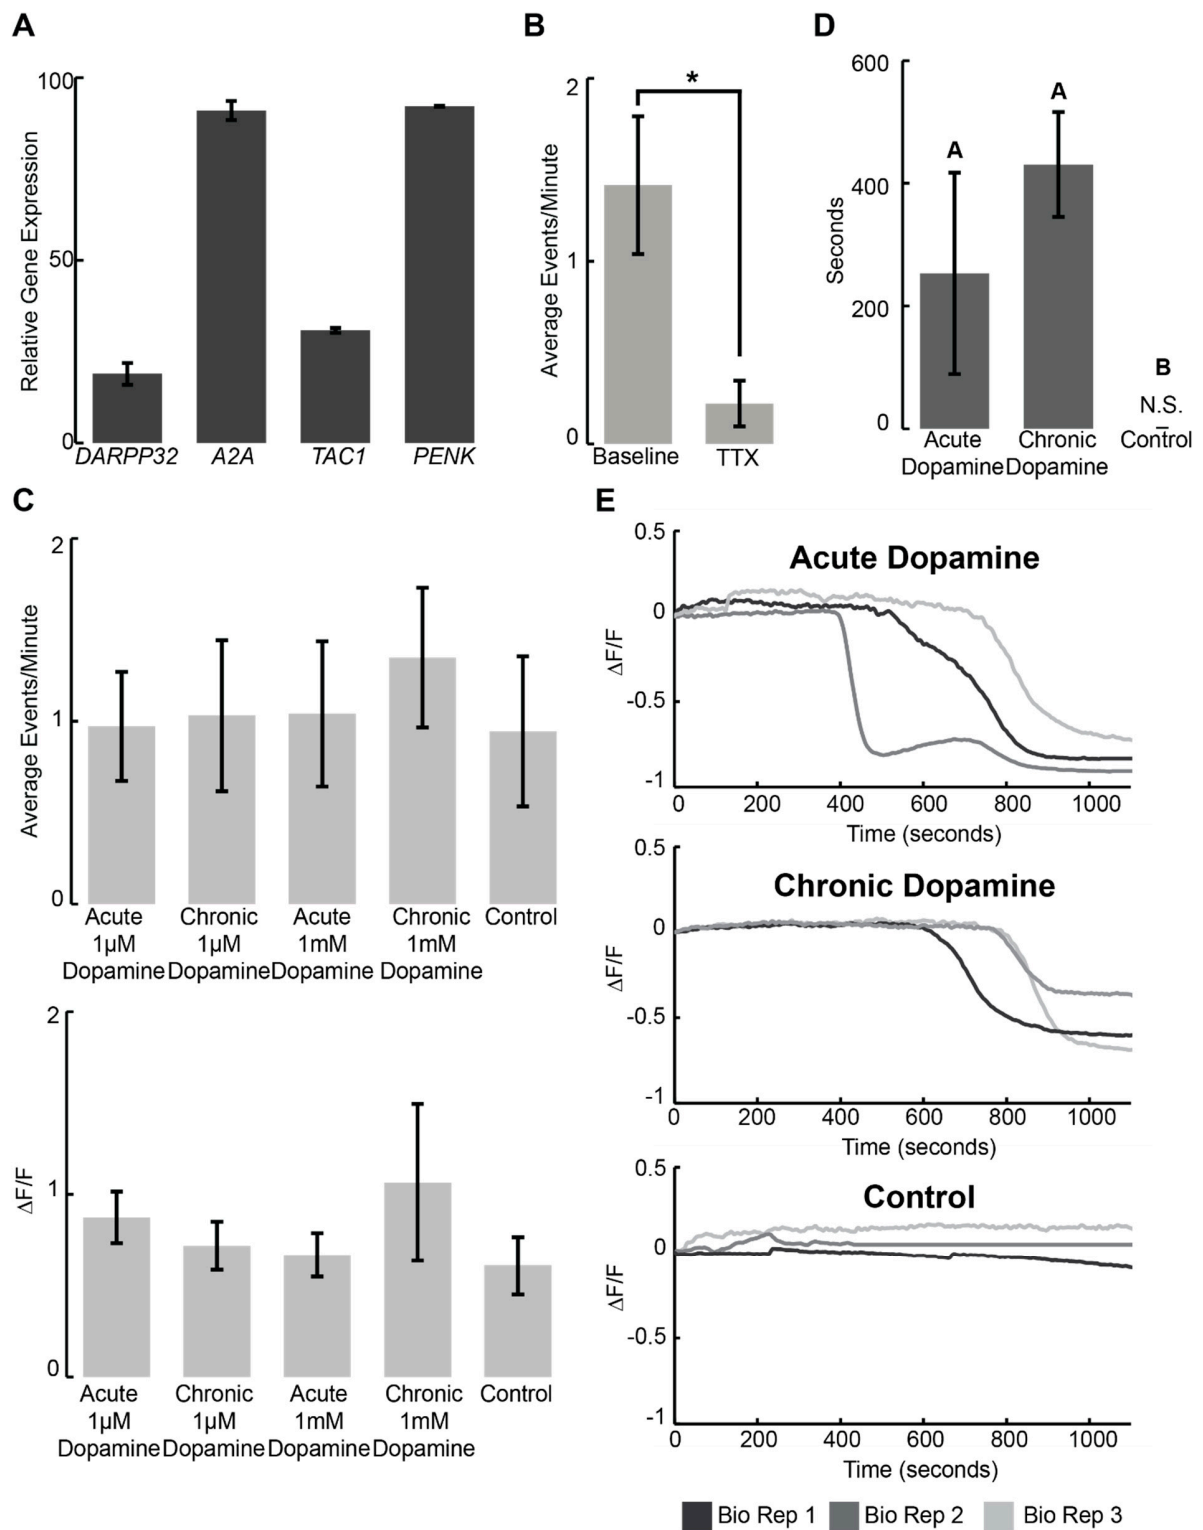 A
Relative Gene Expression
100
50
0
DARPP32 A2A TAC1 PENK
B
Average Events/Minute
2
1
0
*
Baseline TTX
D
Seconds
600
400
200
0
A
A
B
N.S.
Acute Dopamine
Chronic Dopamine
Control
C
Average Events/Minute
2
1
0
Acute 1µM Dopamine
Chronic 1µM Dopamine
Acute 1mM Dopamine
Chronic 1mM Dopamine
Control
ΔF/F
2
1
0
Acute 1µM Dopamine
Chronic 1µM Dopamine
Acute 1mM Dopamine
Chronic 1mM Dopamine
Control
E
Acute Dopamine
ΔF/F
0.5
0
-0.5
-1
0 200 400 600 800 1000
Time (seconds)
Chronic Dopamine
ΔF/F
0.5
0
-0.5
-1
0 200 400 600 800 1000
Time (seconds)
Control
ΔF/F
0.5
0
-0.5
-1
0 200 400 600 800 1000
Time (seconds)
Bio Rep 1 Bio Rep 2 Bio Rep 3